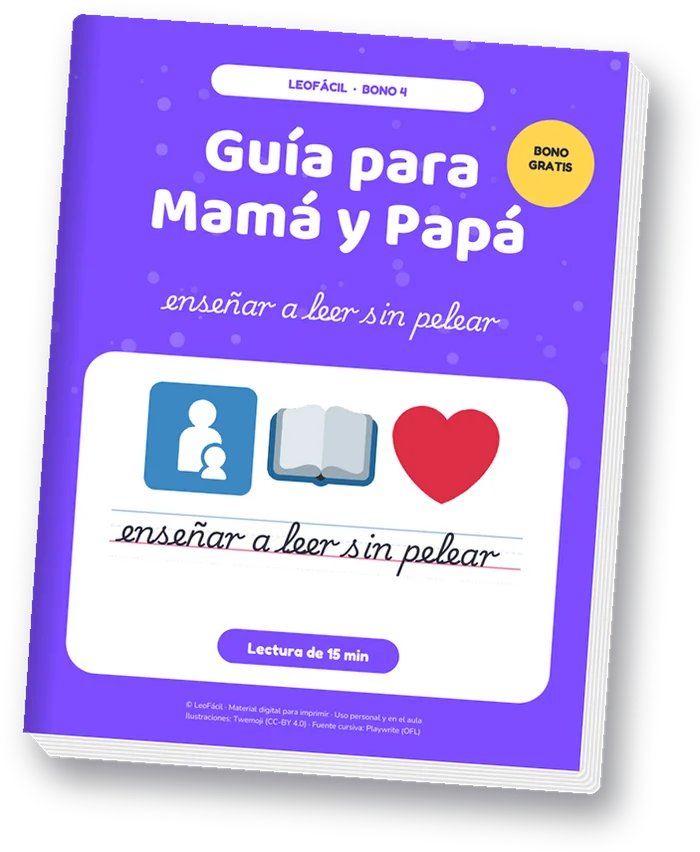 LEOFÁCIL · BONO 4
BONO
GRATIS
Guía para
Mamá y Papá
enseñar a leer sin pelear
enseñar a leer sin pelear
Lectura de 15 min
© LeoFácil · Material digital para imprimir · Uso personal y en el aula
Ilustraciones: Twemoji (CC-BY 4.0) · Fuente cursiva: Playwrite (OFL)